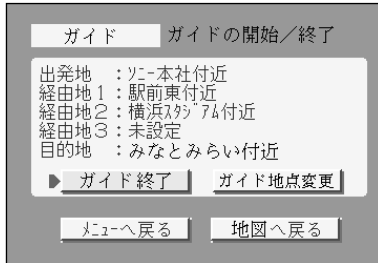 ガイド ガイドの開始／終了
出発地 ：ｿﾆｰ本社付近
経由地１：駅前東付近
経由地２：横浜ｽﾀｼﾞｱﾑ付近
経由地３：未設定
目的地 ：みなとみらい付近
▶ ガイド終了 ガイド地点変更
ﾒﾆｭｰへ戻る 地図へ戻る